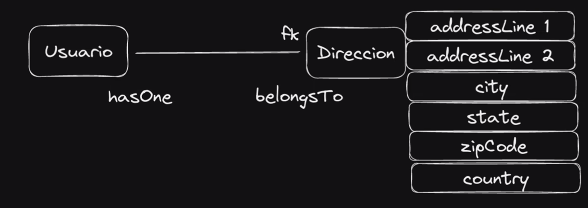 Usuario
hasOne
fk
belongsTo
Direccion
addressLine 1
addressLine 2
city
state
zipCode
country